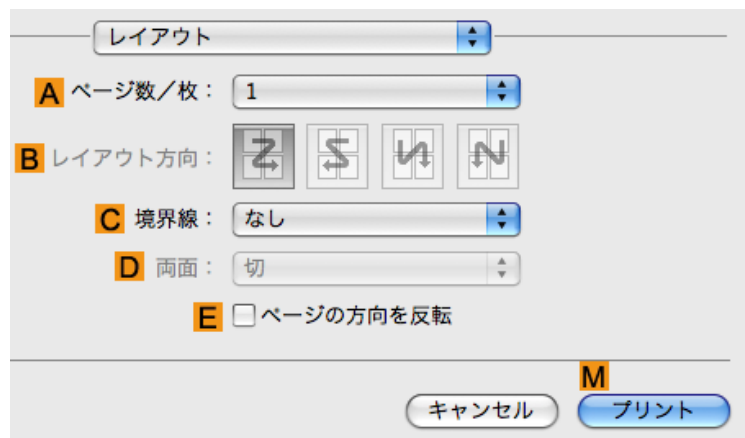 レイアウト
A ページ数／枚： 1
B レイアウト方向：
C 境界線： なし
D 両面： 切
E ページの方向を反転
M
キャンセル プリント